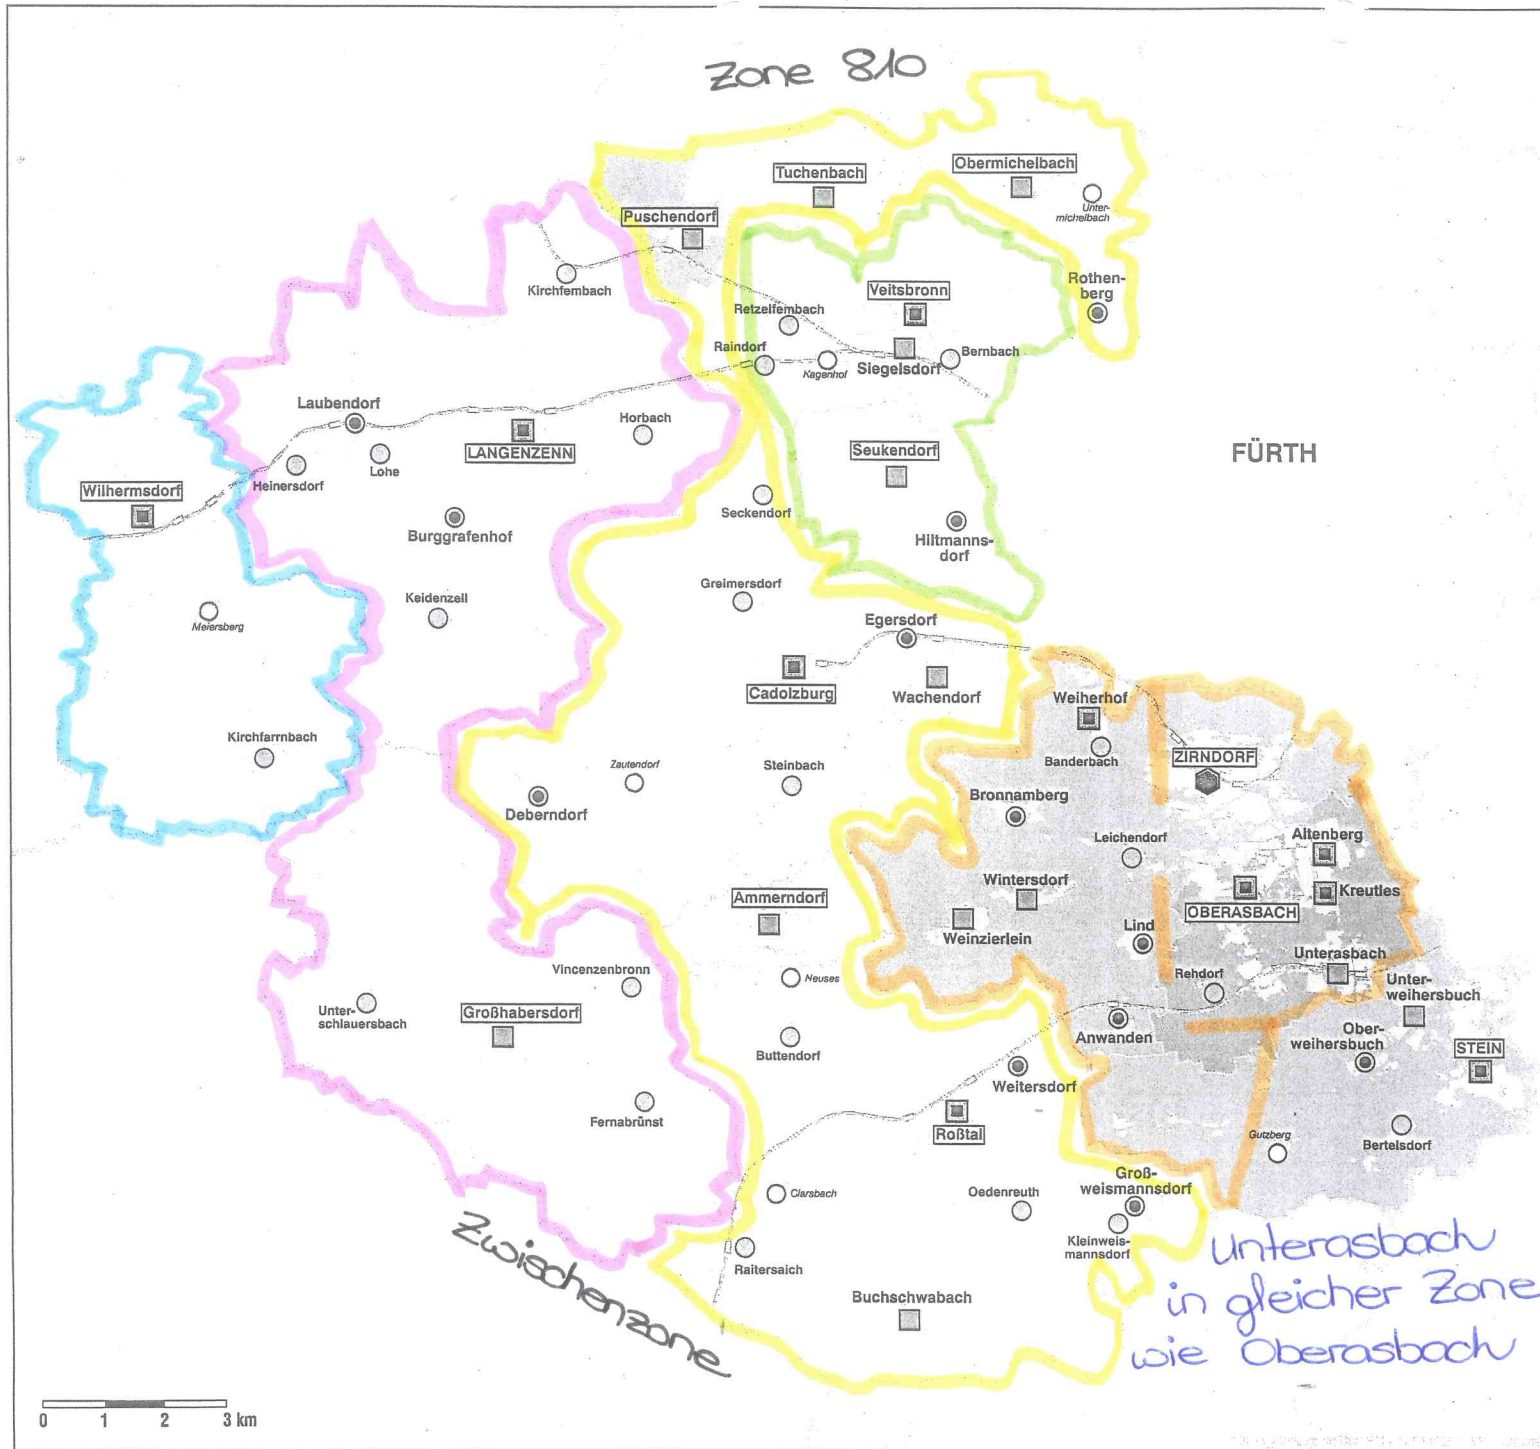 Zone 810
Tuchenbach
Obermichelbach
Unter-
michelbach
Puschendorf
Kirchfembach
Rothen-
berg
Veitsbronn
Retzelfembach
Raindorf
Kagenhof
Siegelsdorf
Bernbach
Laubendorf
Horbach
LANGENZENN
Lohe
Heinersdorf
Seukendorf
FÜRTH
Wilhermsdorf
Seckendorf
Burggrafenhof
Hiltmanns-
dorf
Greimersdorf
Keidenzell
Meiersberg
Egersdorf
Cadolzburg
Wachendorf
Weiherhof
Banderbach
ZIRNDORF
Kirchfarrnbach
Zautendorf
Steinbach
Deberndorf
Bronnamberg
Leichendorf
Altenberg
Wintersdorf
Kreutles
Ammerndorf
OBERASBACH
Weinzierlein
Lind
Unterasbach
Vincenzenbronn
Neuses
Rehdorf
Unter-
weihersbuch
Unter-
schlauersbach
Großhabersdorf
Anwanden
Ober-
weihersbuch
Buttendorf
STEIN
Weitersdorf
Fernabrünst
Roßtal
Gutzberg
Bertelsdorf
Clarsbach
Oedenreuth
Groß-
weismannsdorf
Kleinweis-
mannsdorf
Raitersaich
Buchschwabach
Zwischenzone
Unterasbach
in gleicher Zone
wie Oberasbach
0 1 2 3 km